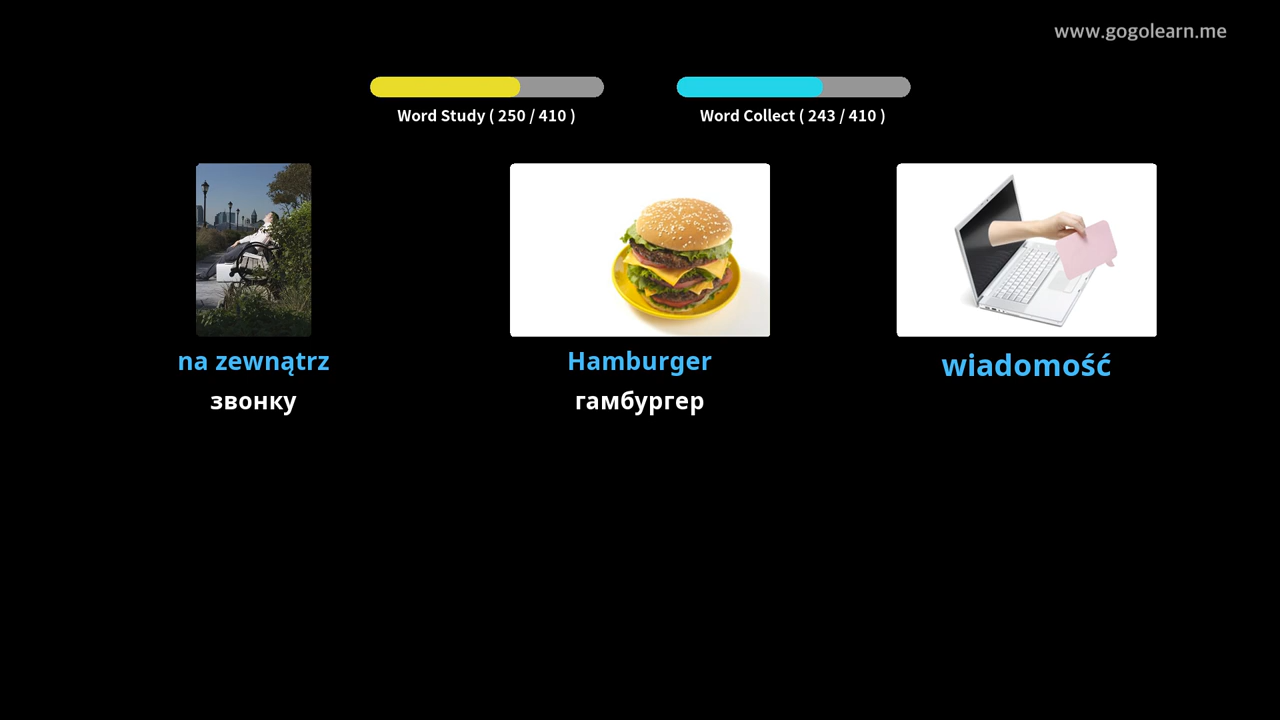 www.gogolearn.me
Word Study ( 250 / 410 )
Word Collect ( 243 / 410 )
na zewnątrz
звонку
Hamburger
гамбургер
wiadomość